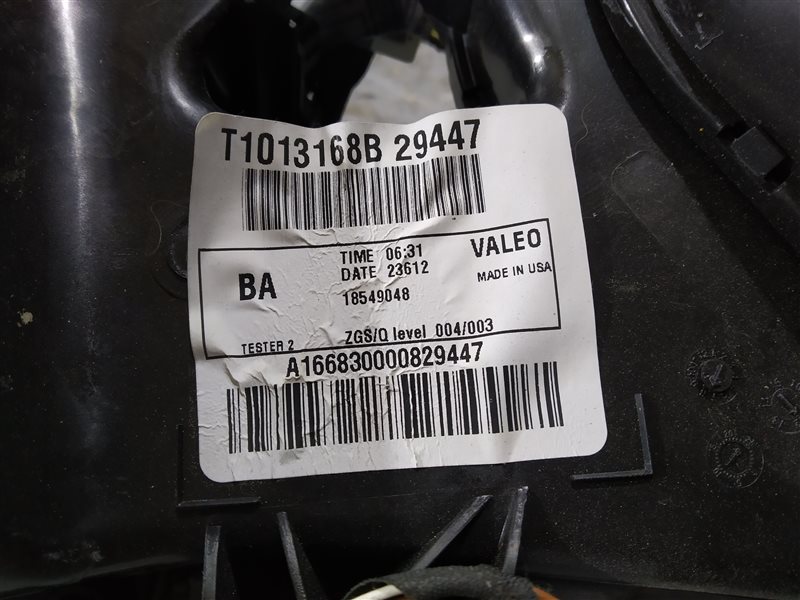 T1013168B 29447
TIME 06:31 VALEO
BA DATE 23612 MADE IN USA
18549048
TESTER 2 ZGS/Q level 004/003
A166830000829447